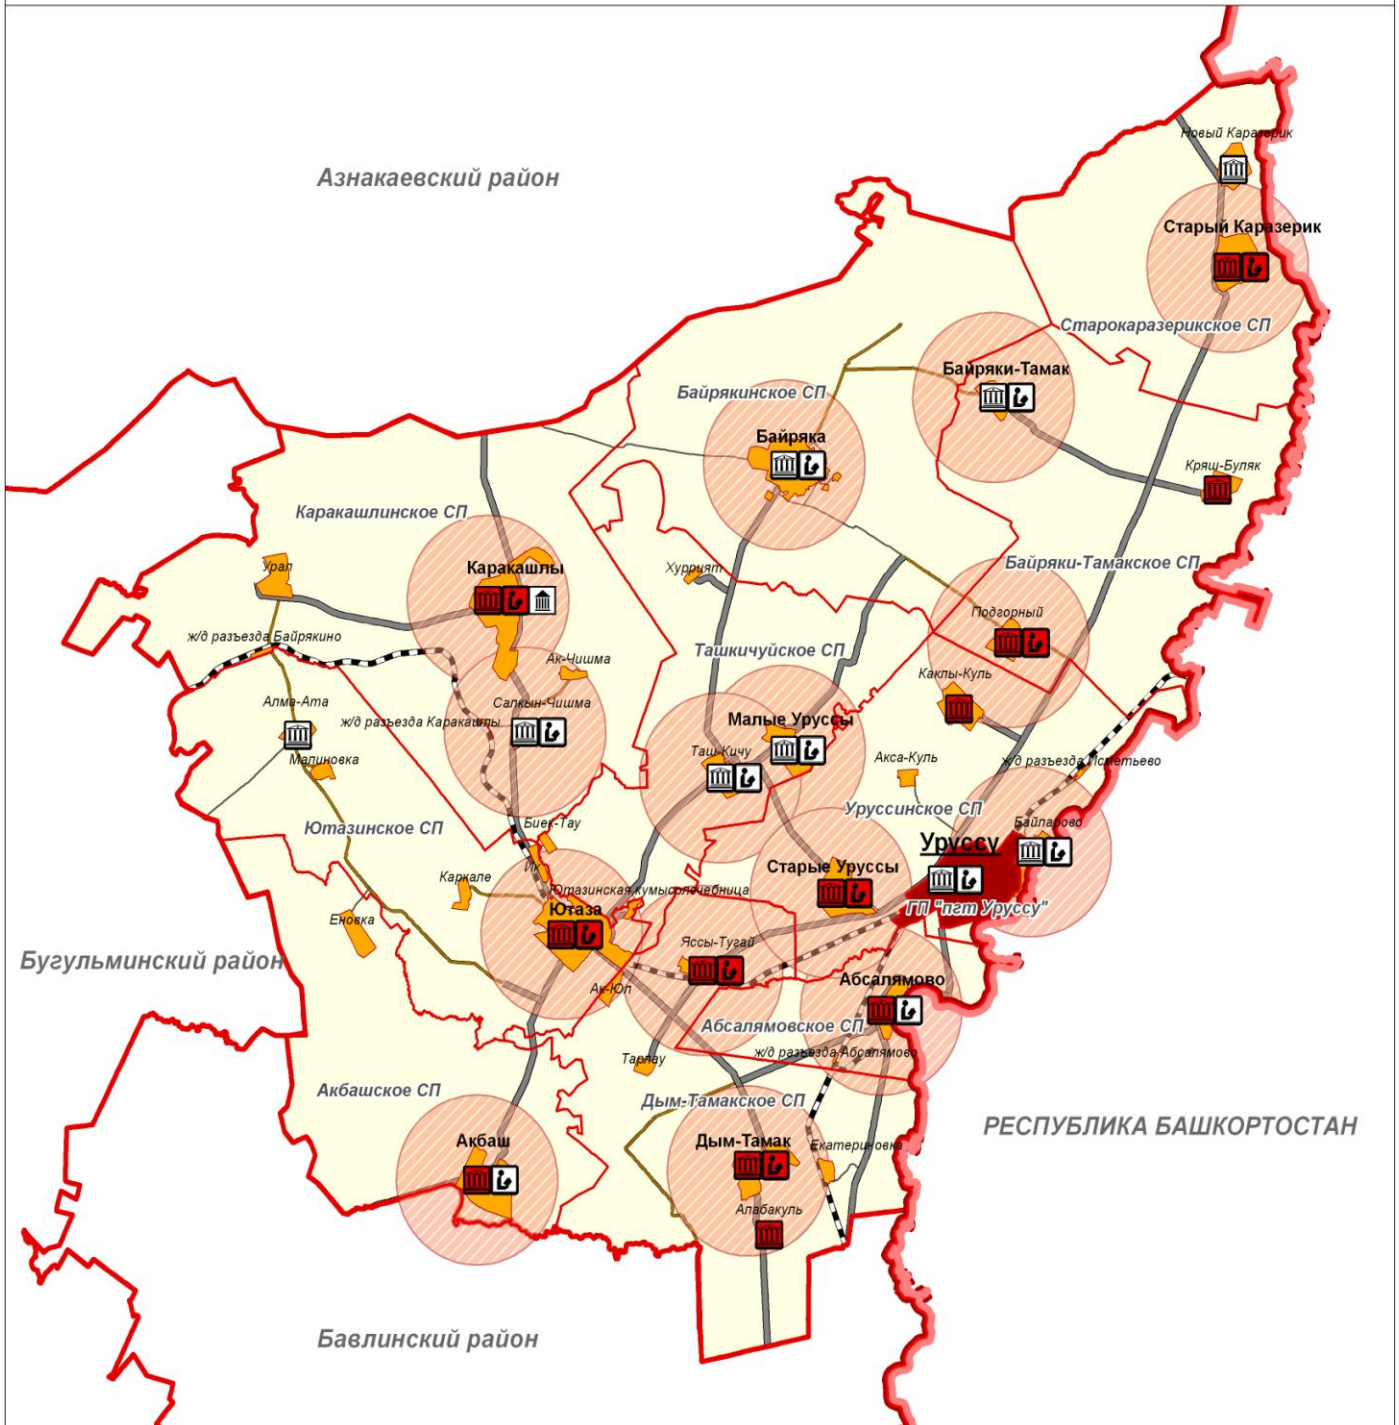 Новый Каразерик
Азнакаевский район
Старый Каразерик
Старокаразерикское СП
Байряки-Тамак
Байрякинское СП
Байряка
Кряш-Буляк
Каракашлинское СП
Байряки-Тамакское СП
Урал
Каракашлы
Хуррият
Подгорный
ж/д разъезда Байрякино
Ташкичуйское СП
Ак-Чишма
Каклы-Куль
Алма-Ата
Салкын-Чишма
ж/д разъезда Каракашлы
Малые Уруссы
Таш-Кичу
Акса-Куль
ж/д разъезда Исметьево
Малиновка
Уруссинское СП
Ютазинское СП
Биек-Тау
Байларово
Уруссу
Ик
Старые Уруссы
Каркале
Ютазинская кумысолечебница
Ютаза
ГП "пгт Уруссу"
Еновка
Яссы-Тугай
Бугульминский район
Абсалямово
Ак-Юл
Абсалямовское СП
Тарлау
ж/д разъезда Абсалямово
Акбашское СП
Дым-Тамакское СП
РЕСПУБЛИКА БАШКОРТОСТАН
Акбаш
Дым-Тамак
Екатериновка
Алабакуль
Бавлинский район